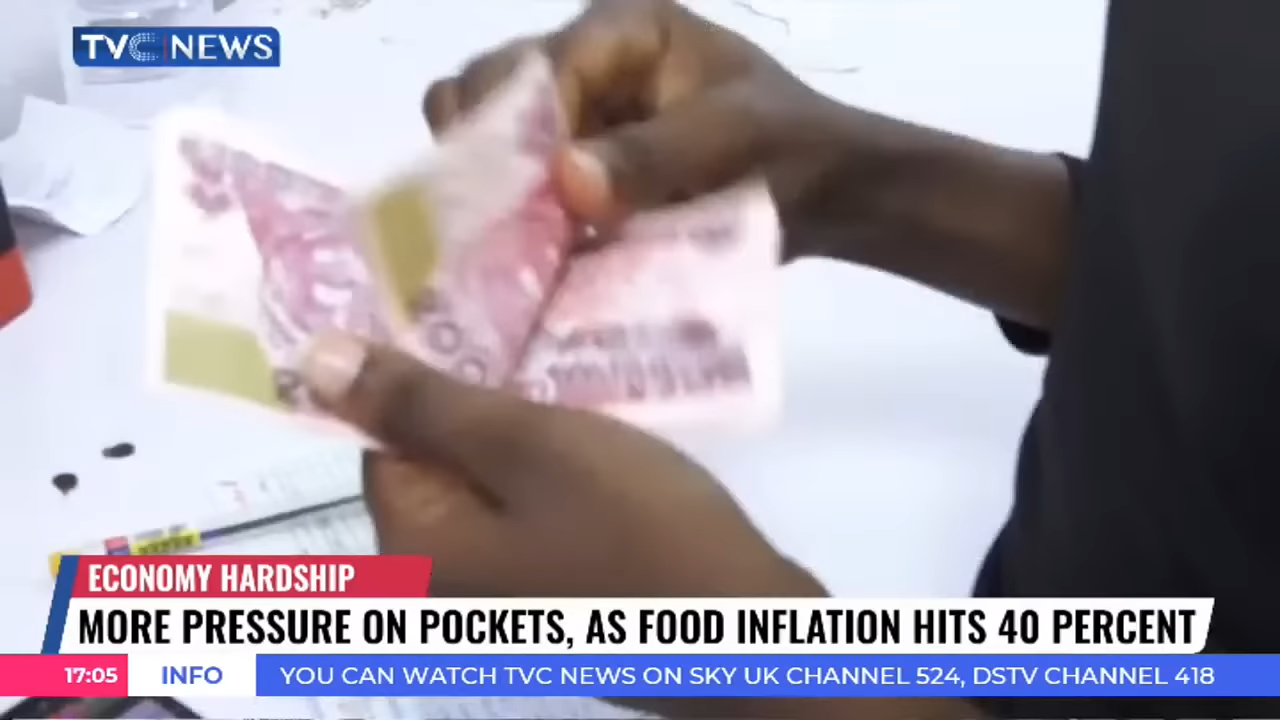 TVC NEWS
ECONOMY HARDSHIP
MORE PRESSURE ON POCKETS, AS FOOD INFLATION HITS 40 PERCENT
17:05 INFO YOU CAN WATCH TVC NEWS ON SKY UK CHANNEL 524, DSTV CHANNEL 418